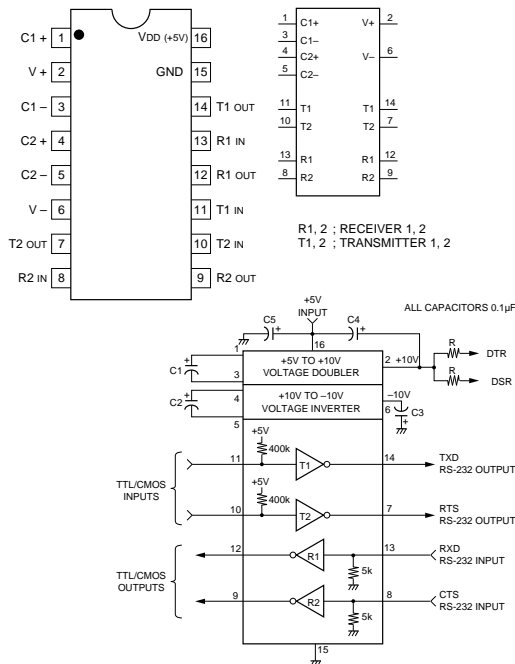 C1 + 1
V + 2
C1 – 3
C2 + 4
C2 – 5
V – 6
T2 OUT 7
R2 IN 8
VDD (+5V) 16
GND 15
14 T1 OUT
13 R1 IN
12 R1 OUT
11 T1 IN
10 T2 IN
9 R2 OUT
1 C1+
3 C1–
4 C2+
5 C2–
11 T1
10 T2
13 R1
8 R2
V+ 2
V– 6
T1 14
T2 7
R1 12
R2 9
R1, 2 ; RECEIVER 1, 2
T1, 2 ; TRANSMITTER 1, 2
+5V
INPUT
ALL CAPACITORS 0.1µF
C5 +
C4 +
16
1
C1 +
3
+5V TO +10V
VOLTAGE DOUBLER
2 +10V
R
DTR
R
DSR
C2 +
4
5
+10V TO –10V
VOLTAGE INVERTER
–10V
6
C3
+
+5V
400k
TTL/CMOS
INPUTS
11
T1
14
TXD
RS-232 OUTPUT
+5V
400k
10
T2
7
RTS
RS-232 OUTPUT
TTL/CMOS
OUTPUTS
12
R1
13
5k
RXD
RS-232 INPUT
9
R2
8
5k
CTS
RS-232 INPUT
15